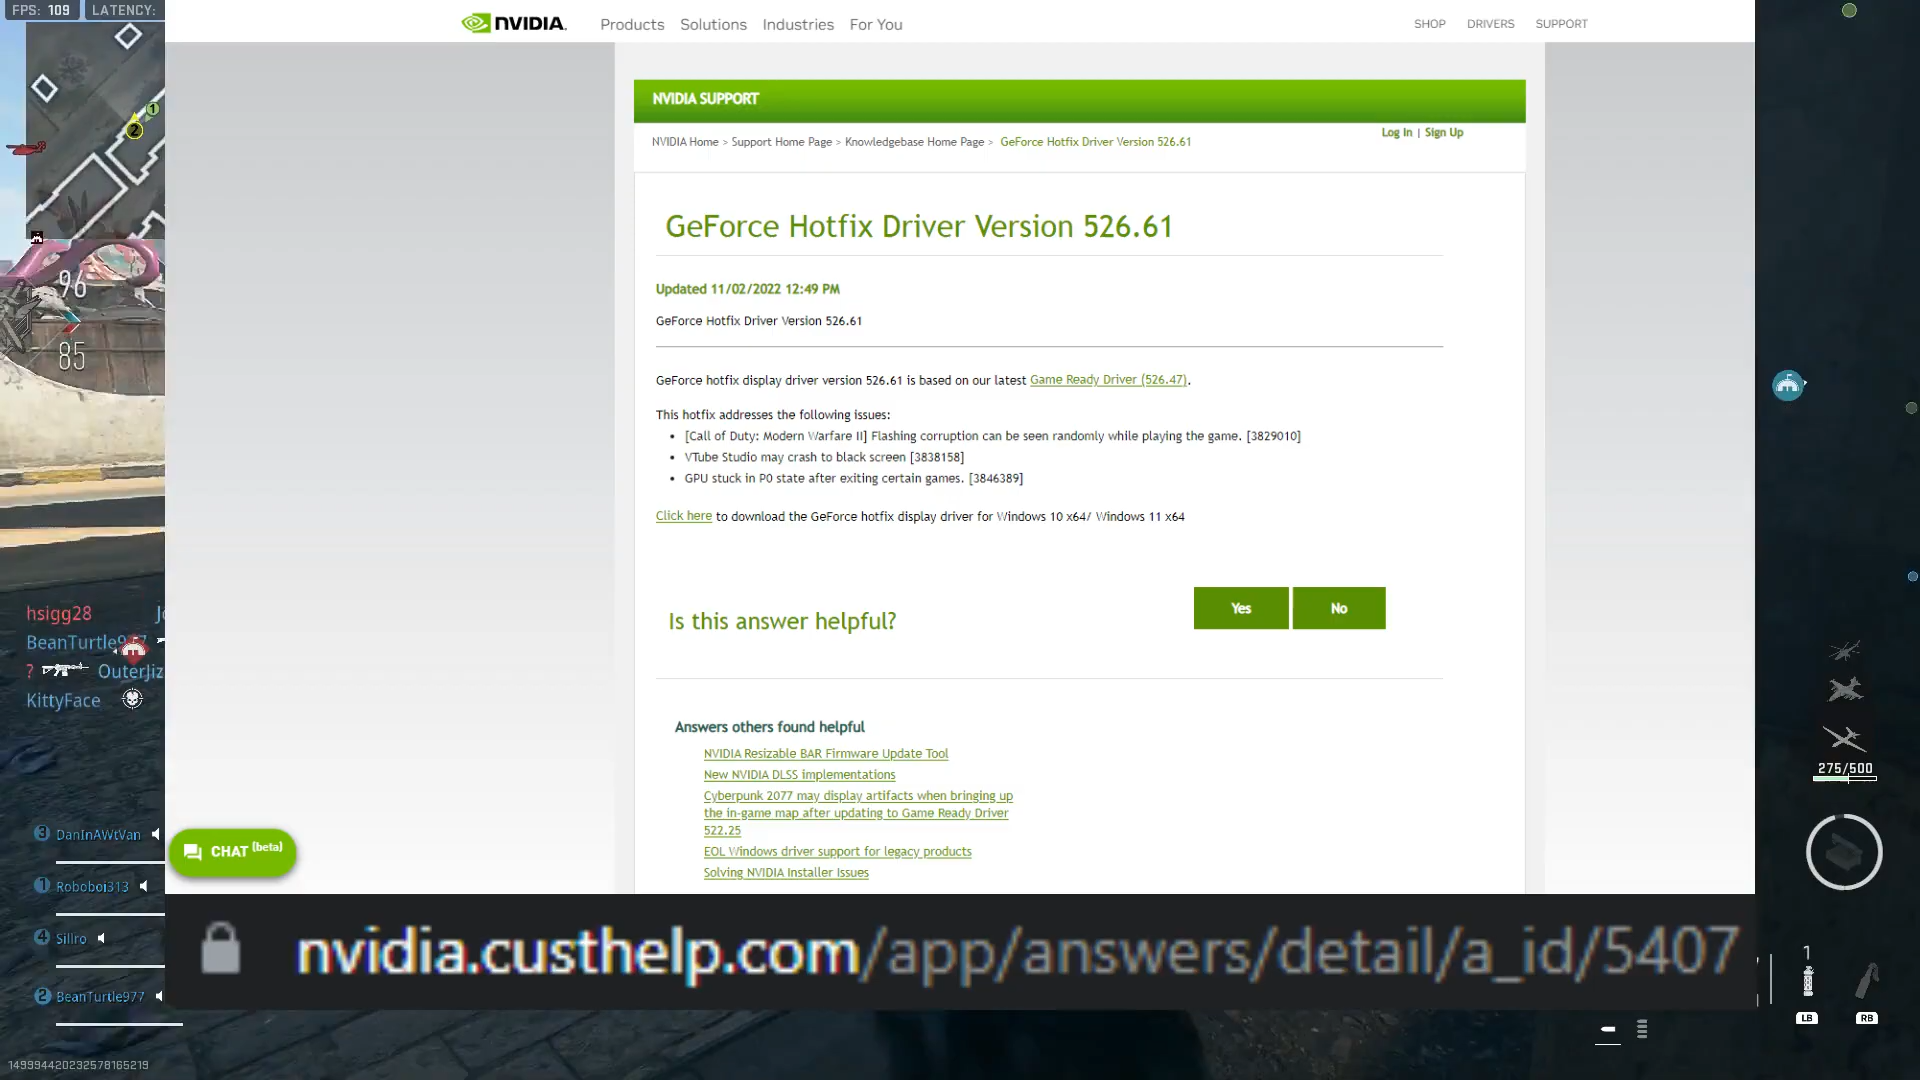 FPS: 109 LATENCY:
NVIDIA. Products Solutions Industries For You SHOP DRIVERS SUPPORT
NVIDIA SUPPORT
Log In | Sign Up
NVIDIA Home > Support Home Page > Knowledgebase Home Page > GeForce Hotfix Driver Version 526.61
1
2
GeForce Hotfix Driver Version 526.61
96
85
Updated 11/02/2022 12:49 PM
GeForce Hotfix Driver Version 526.61
GeForce hotfix display driver version 526.61 is based on our latest Game Ready Driver (526.47).
This hotfix addresses the following issues:
• [Call of Duty: Modern Warfare II] Flashing corruption can be seen randomly while playing the game. [3829010]
• VTube Studio may crash to black screen [3838158]
• GPU stuck in P0 state after exiting certain games. [3846389]
Click here to download the GeForce hotfix display driver for Windows 10 x64/ Windows 11 x64
Is this answer helpful? Yes No
hsigg28
? OuterJiz
KittyFace
Answers others found helpful
NVIDIA Resizable BAR Firmware Update Tool
New NVIDIA DLSS implementations
Cyberpunk 2077 may display artifacts when bringing up
the in-game map after updating to Game Ready Driver
522.25
EOL Windows driver support for legacy products
Solving NVIDIA Installer Issues
275/500
CHAT (beta)
3 DanInAWtVan
1 Roboboi313
4 Sillro
2 BeanTurtle977
nvidia.custhelp.com/app/answers/detail/a_id/5407
1
LB RB
149994420232578165219